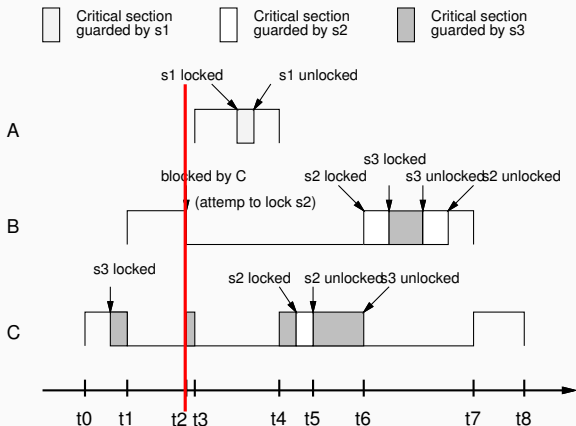 Critical section
guarded by s1
Critical section
guarded by s2
Critical section
guarded by s3
s1 locked
s1 unlocked
A
s3 locked
blocked by C
s2 locked
s3 unlocked
s2 unlocked
(attemp to lock s2)
B
s3 locked
s2 locked
s2 unlocked
s3 unlocked
C
t0 t1 t2 t3 t4 t5 t6 t7 t8